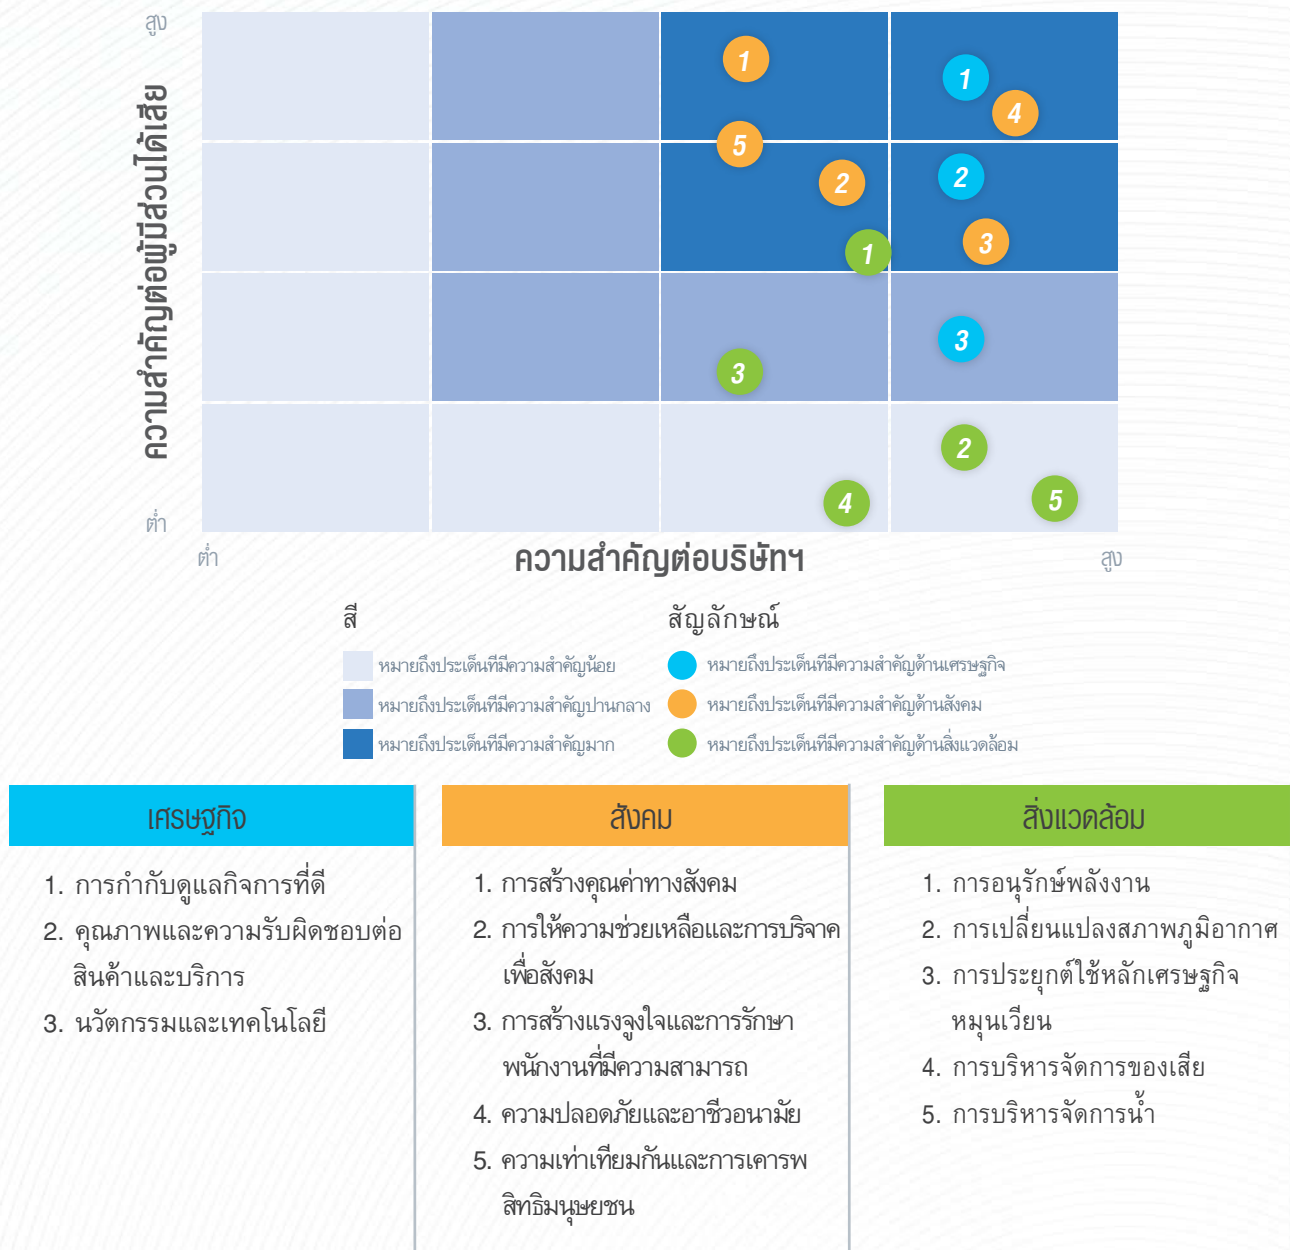 สูง
1
1
4
5
2
2
1
3
3
3
2
4
5
ความสำคัญต่อผู้มีส่วนได้เสีย
ต่ำ
ต่ำ
ความสำคัญต่อบริษัทฯ
สูง
สี
สัญลักษณ์
หมายถึงประเด็นที่มีความสำคัญน้อย
หมายถึงประเด็นที่มีความสำคัญด้านเศรษฐกิจ
หมายถึงประเด็นที่มีความสำคัญปานกลาง
หมายถึงประเด็นที่มีความสำคัญด้านสังคม
หมายถึงประเด็นที่มีความสำคัญมาก
หมายถึงประเด็นที่มีความสำคัญด้านสิ่งแวดล้อม
เศรษฐกิจ
1. การกำกับดูแลกิจการที่ดี
2. คุณภาพและความรับผิดชอบต่อ
สินค้าและบริการ
3. นวัตกรรมและเทคโนโลยี
สังคม
1. การสร้างคุณค่าทางสังคม
2. การให้ความช่วยเหลือและการบริจาค
เพื่อสังคม
3. การสร้างแรงจูงใจและการรักษา
พนักงานที่มีความสามารถ
4. ความปลอดภัยและอาชีวอนามัย
5. ความเท่าเทียมกันและการเคารพ
สิทธิมนุษยชน
สิ่งแวดล้อม
1. การอนุรักษ์พลังงาน
2. การเปลี่ยนแปลงสภาพภูมิอากาศ
3. การประยุกต์ใช้หลักเศรษฐกิจ
หมุนเวียน
4. การบริหารจัดการของเสีย
5. การบริหารจัดการน้ำ